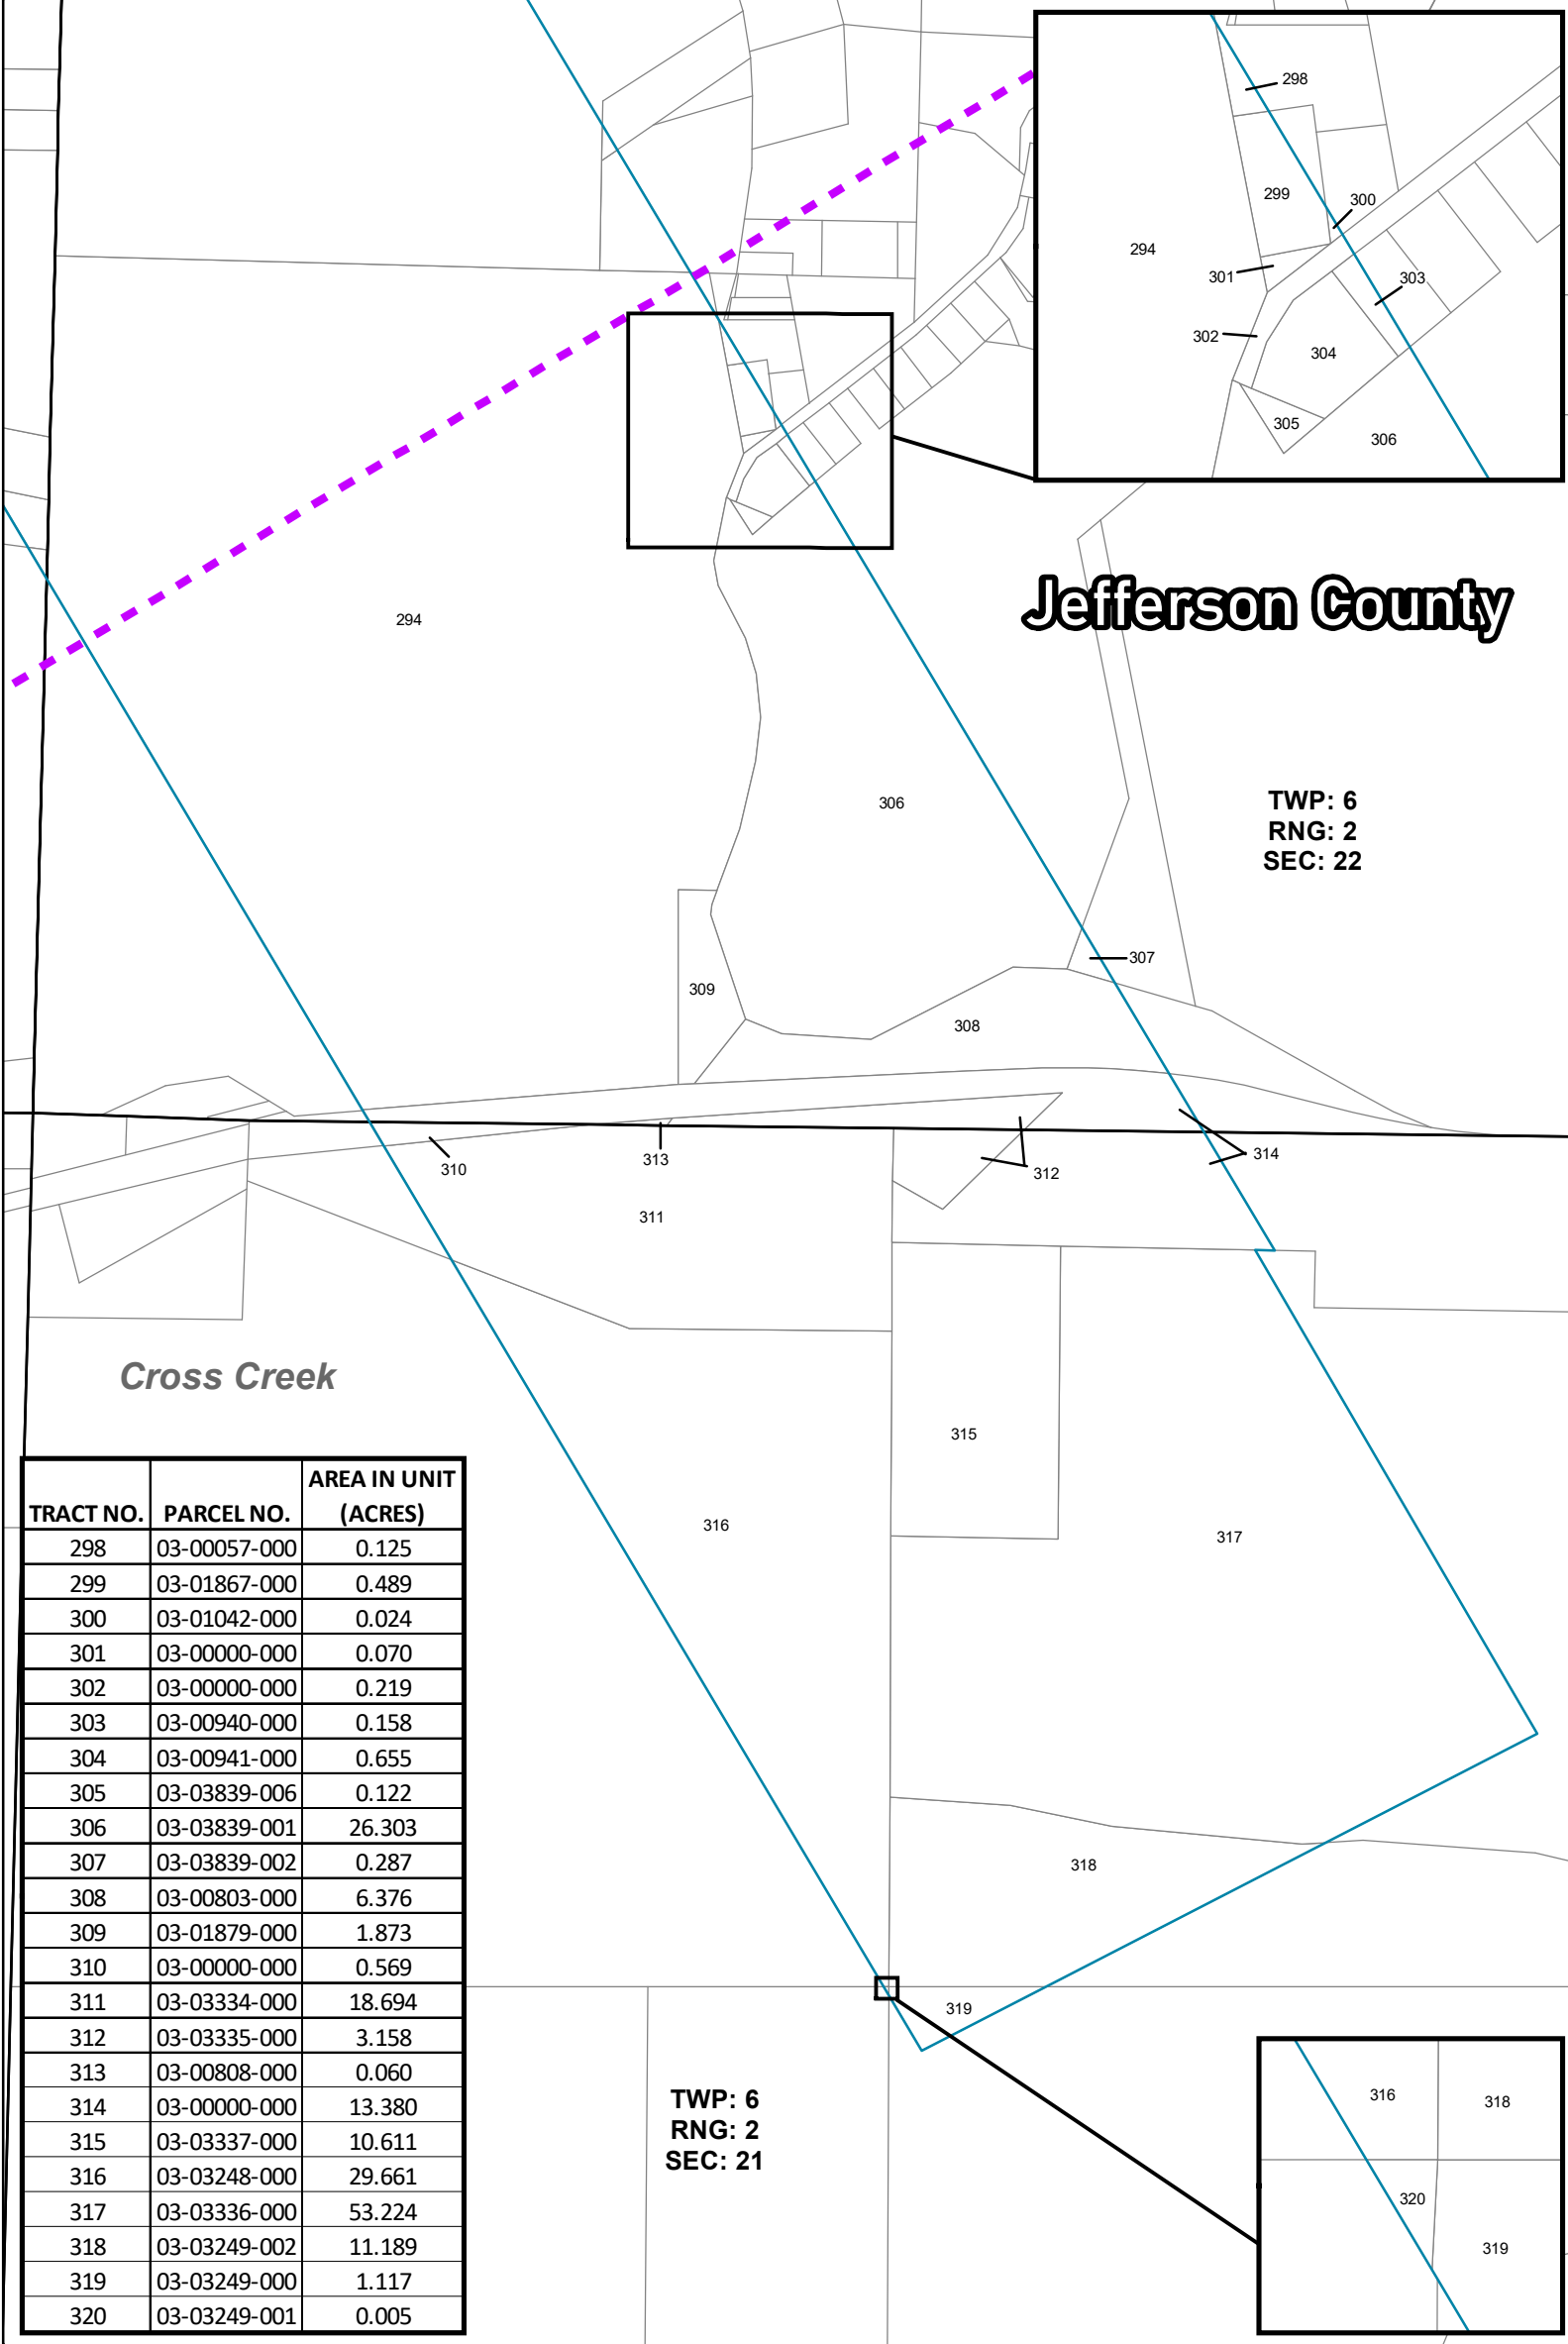 298
299
300
294
301
303
302
304
305
306
Jefferson County
294
306
TWP: 6
RNG: 2
SEC: 22
307
309
308
310
313
312
314
311
Cross Creek
315
316
317
318
319
TRACT NO. PARCEL NO. AREA IN UNIT (ACRES)
298 03-00057-000 0.125
299 03-01867-000 0.489
300 03-01042-000 0.024
301 03-00000-000 0.070
302 03-00000-000 0.219
303 03-00940-000 0.158
304 03-00941-000 0.655
305 03-03839-006 0.122
306 03-03839-001 26.303
307 03-03839-002 0.287
308 03-00803-000 6.376
309 03-01879-000 1.873
310 03-00000-000 0.569
311 03-03334-000 18.694
312 03-03335-000 3.158
313 03-00808-000 0.060
314 03-00000-000 13.380
315 03-03337-000 10.611
316 03-03248-000 29.661
317 03-03336-000 53.224
318 03-03249-002 11.189
319 03-03249-000 1.117
320 03-03249-001 0.005
TWP: 6
RNG: 2
SEC: 21
316
318
320
319